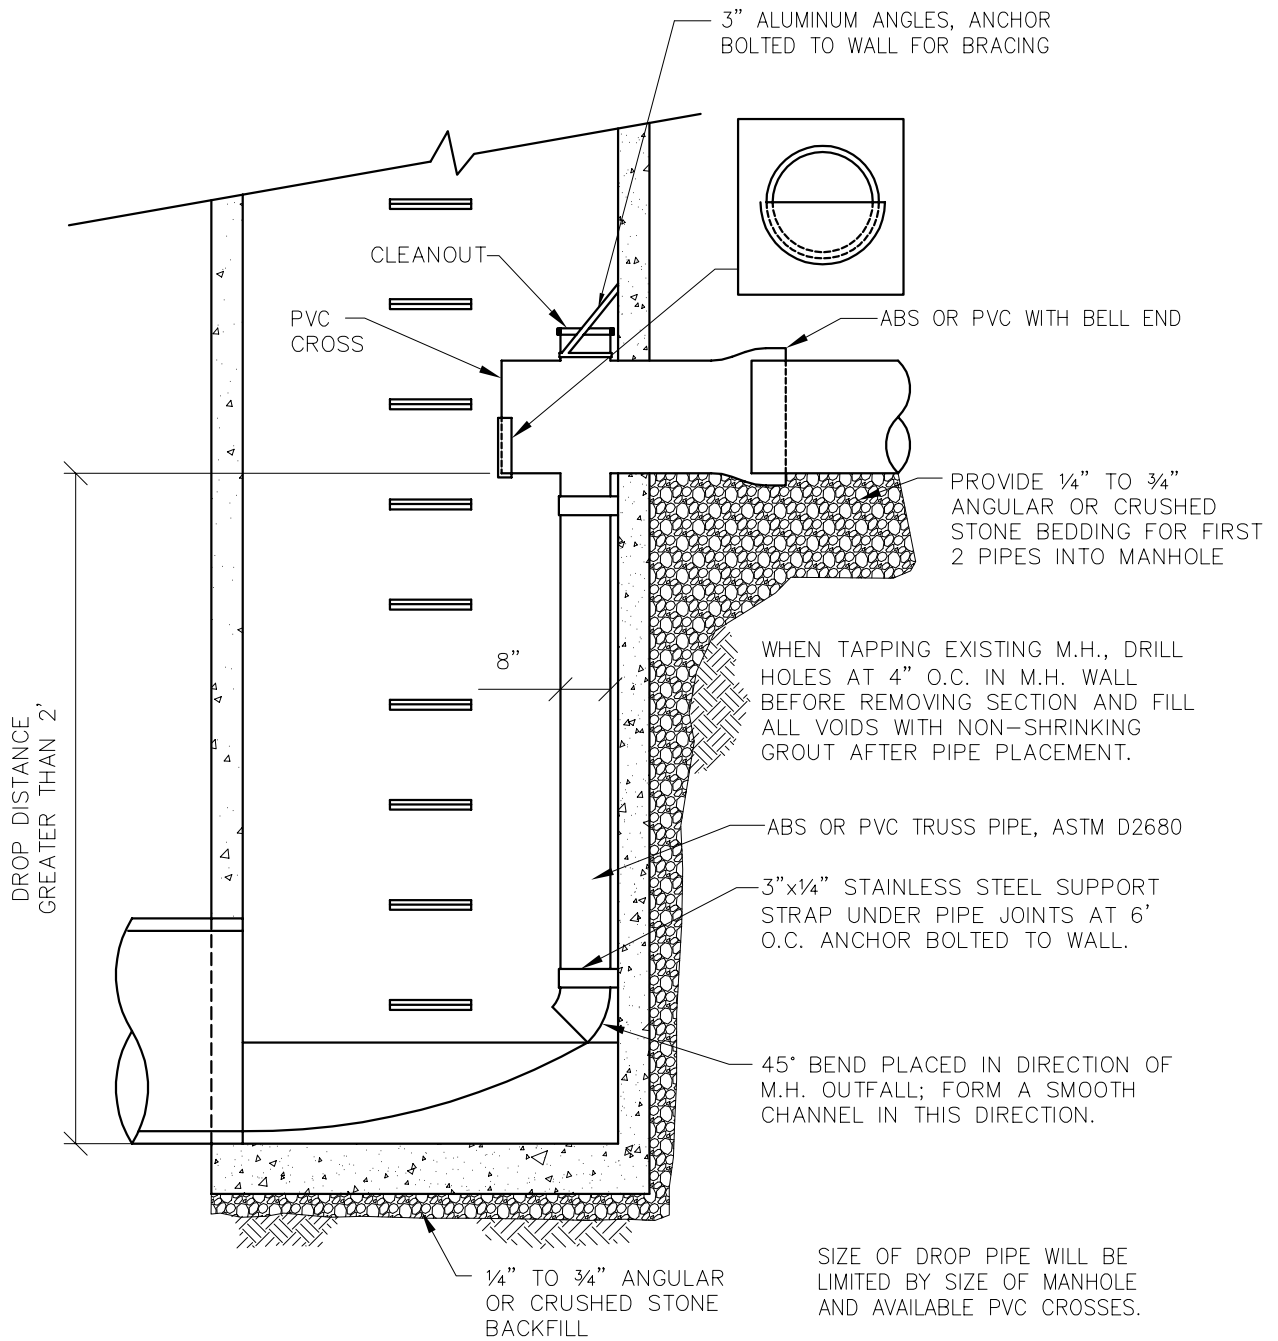 3" ALUMINUM ANGLES, ANCHOR
BOLTED TO WALL FOR BRACING
CLEANOUT
PVC
CROSS
ABS OR PVC WITH BELL END
PROVIDE ¼" TO ¾"
ANGULAR OR CRUSHED
STONE BEDDING FOR FIRST
2 PIPES INTO MANHOLE
WHEN TAPPING EXISTING M.H., DRILL
HOLES AT 4" O.C. IN M.H. WALL
BEFORE REMOVING SECTION AND FILL
ALL VOIDS WITH NON-SHRINKING
GROUT AFTER PIPE PLACEMENT.
8"
DROP DISTANCE
GREATER THAN 2'
ABS OR PVC TRUSS PIPE, ASTM D2680
3"x¼" STAINLESS STEEL SUPPORT
STRAP UNDER PIPE JOINTS AT 6'
O.C. ANCHOR BOLTED TO WALL.
45° BEND PLACED IN DIRECTION OF
M.H. OUTFALL; FORM A SMOOTH
CHANNEL IN THIS DIRECTION.
¼" TO ¾" ANGULAR
OR CRUSHED STONE
BACKFILL
SIZE OF DROP PIPE WILL BE
LIMITED BY SIZE OF MANHOLE
AND AVAILABLE PVC CROSSES.